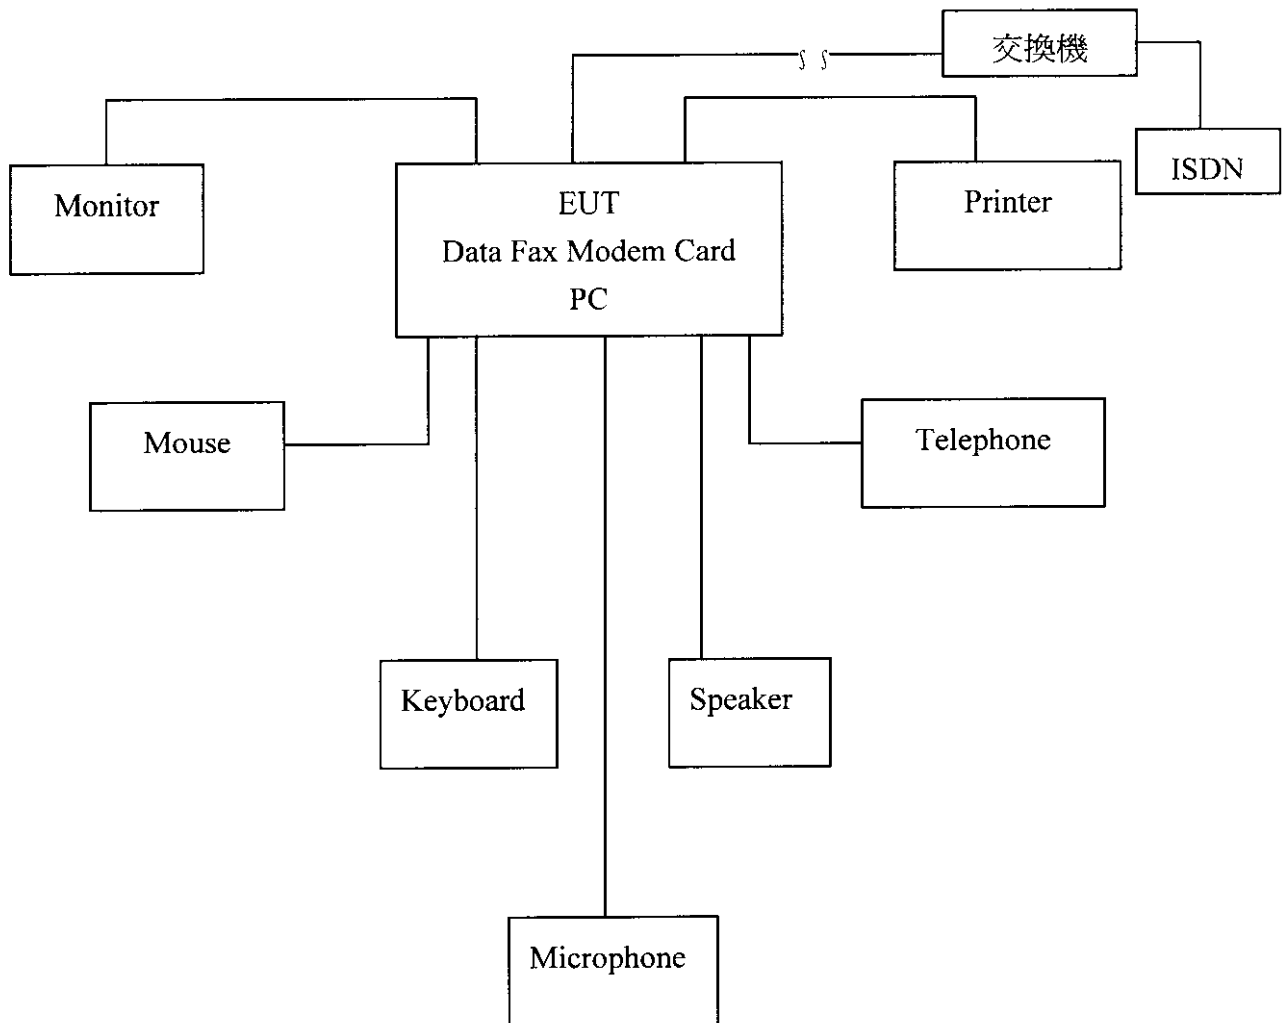 交換機
ISDN
Monitor
EUT
Data Fax Modem Card
PC
Printer
Mouse
Telephone
Keyboard
Speaker
Microphone